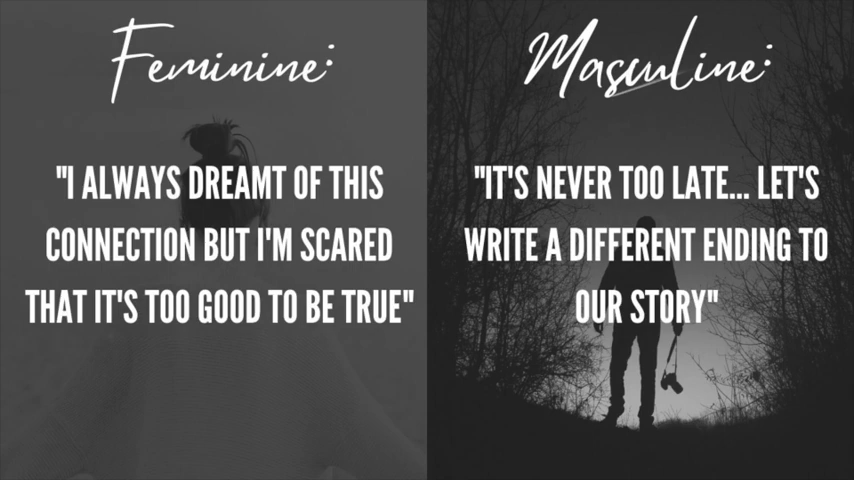 Feminine:
"I ALWAYS DREAMT OF THIS
CONNECTION BUT I'M SCARED
THAT IT'S TOO GOOD TO BE TRUE"
Masculine:
"IT'S NEVER TOO LATE... LET'S
WRITE A DIFFERENT ENDING TO
OUR STORY"